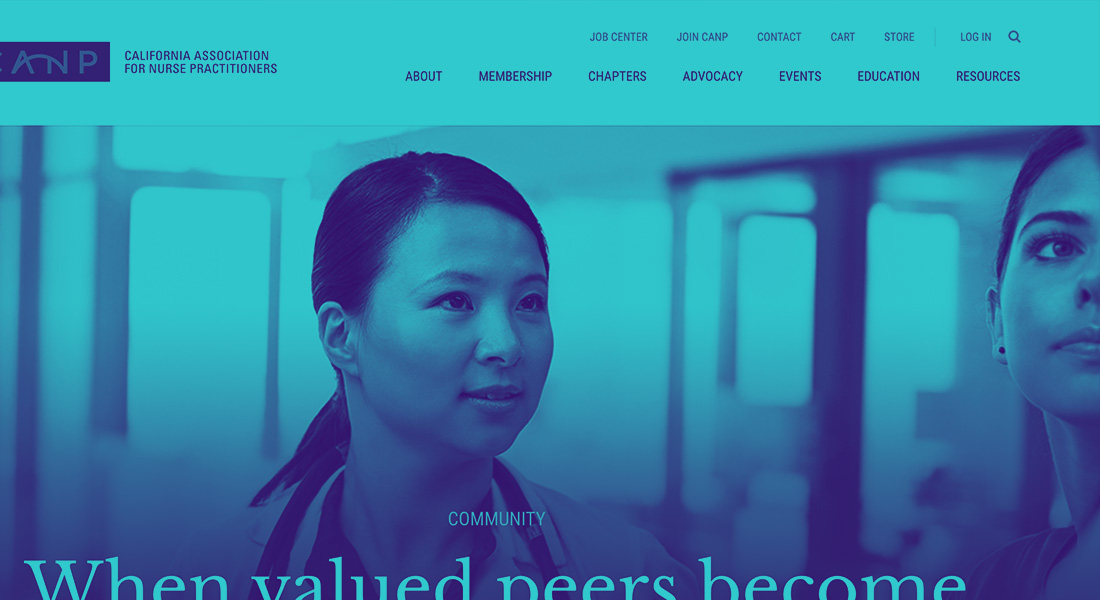 JOB CENTER JOIN CANP CONTACT CART STORE LOG IN
CANP
CALIFORNIA ASSOCIATION
FOR NURSE PRACTITIONERS
ABOUT MEMBERSHIP CHAPTERS ADVOCACY EVENTS EDUCATION RESOURCES
COMMUNITY
When valued peers become